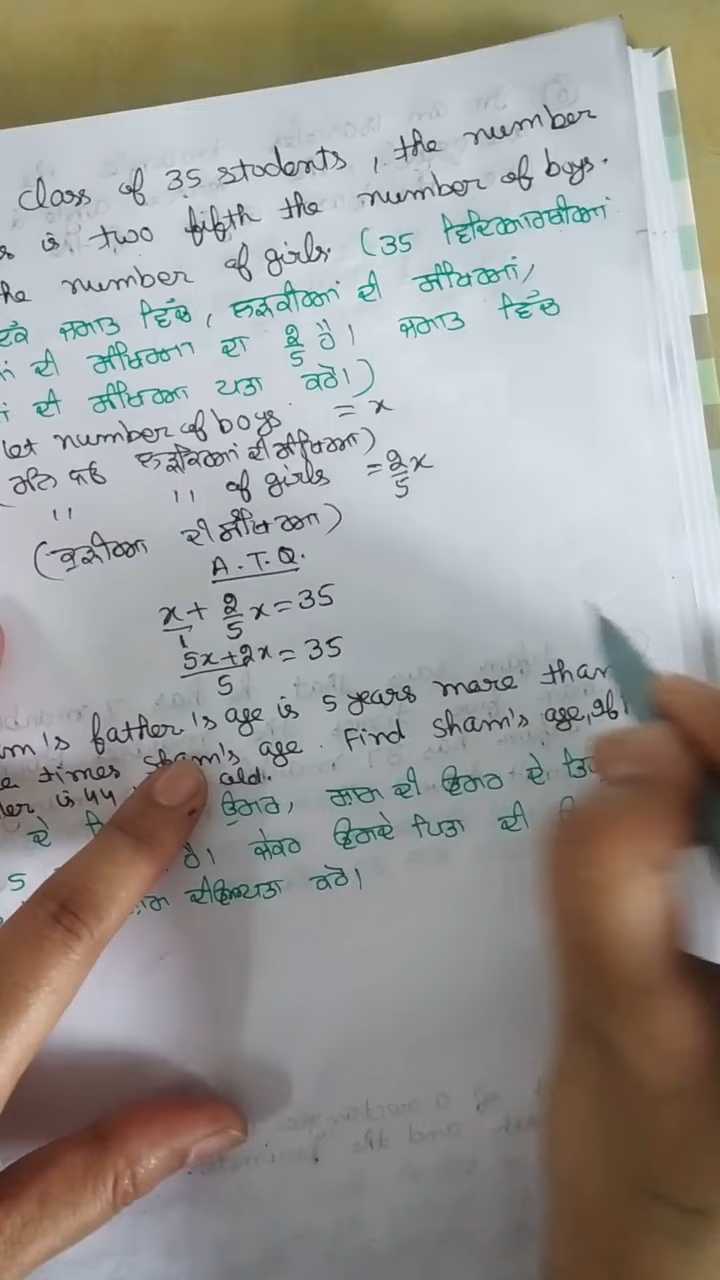 class of 35 students, the number
s is two fifth the number of boys.
he number of girls. (35 ਵਿਦਿਆਰਥੀਆਂ
ਜਮਾਤ ਵਿੱਚ, ਲੜਕੀਆਂ ਦੀ ਸੰਖਿਆ,
ਦੀ ਸੰਖਿਆ ਦਾ 2/5 ਹੈ। ਜਮਾਤ ਵਿੱਚ
ਦੀ ਸੰਖਿਆ ਪਤਾ ਕਰੋ।)
let number of boys = x
(ਲੜਕਿਆਂ ਦੀ ਸੰਖਿਆ)
" " of girls = 2/5 x
(ਦੀ ਸੰਖਿਆ)
A.T.Q.
x/1 + 2/5 x = 35
5x+2x/5 = 35
m's father's age is 5 years more than
e times sham's age. Find sham's age, if
is 44 old.
ਦੇ ਉਮਰ, ਸ਼ਾਮ ਦੀ ਉਮਰ ਦੇ
5 ਹੈ। ਜੇਕਰ ਉਸਦੇ ਪਿਤਾ ਦੀ
ਕਰੋ।